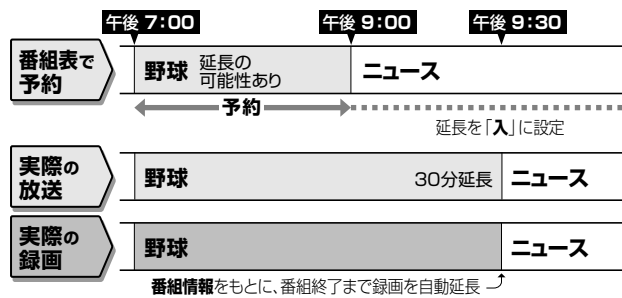 午後 7:00 午後 9:00 午後 9:30
番組表で
予約
野球 延長の
可能性あり
ニュース
予約
延長を「入」に設定
実際の
放送
野球 30分延長 ニュース
実際の
録画
野球 ニュース
番組情報をもとに、番組終了まで録画を自動延長